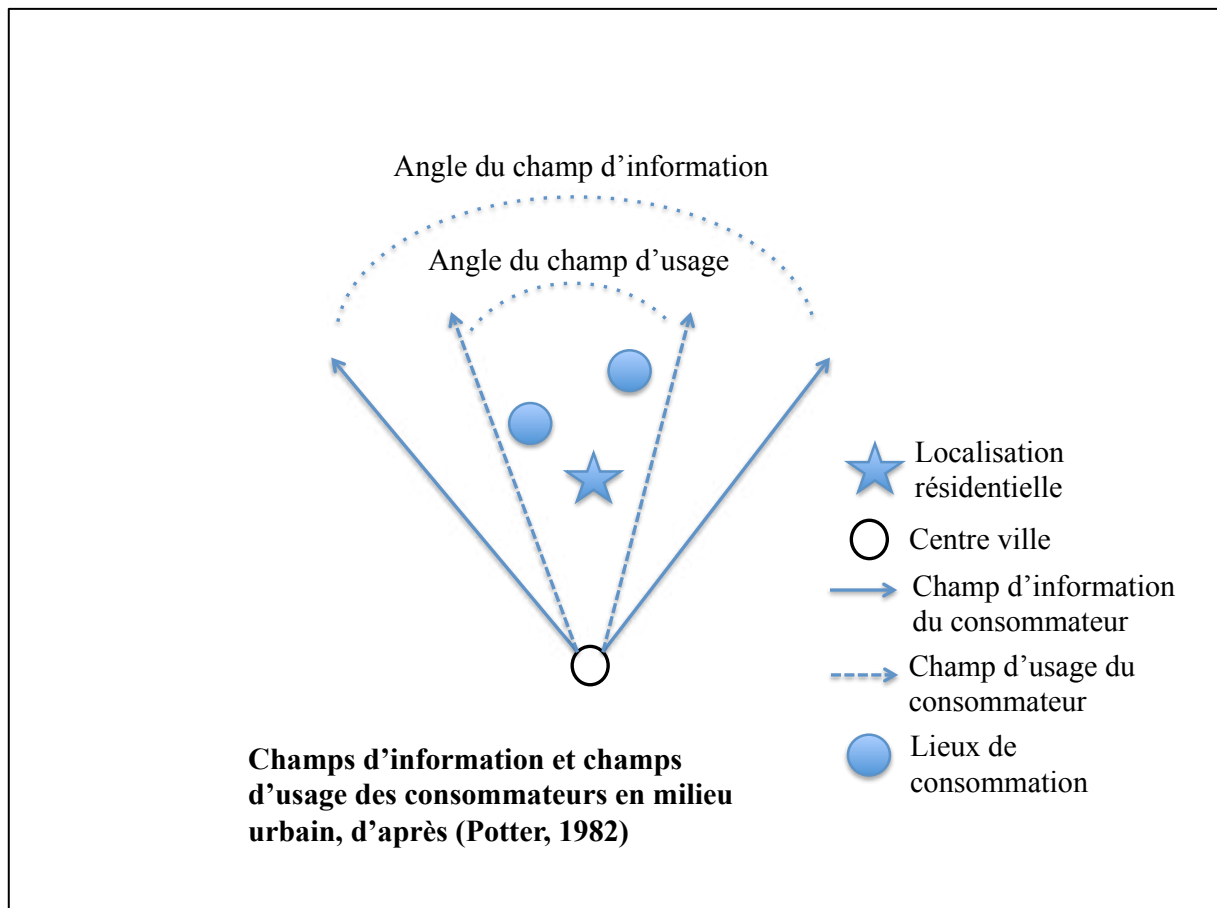 Angle du champ d’information
Angle du champ d’usage
Localisation
résidentielle
Centre ville
Champ d’information
du consommateur
Champ d’usage du
consommateur
Lieux de
consommation
Champs d’information et champs
d’usage des consommateurs en milieu
urbain, d’après (Potter, 1982)